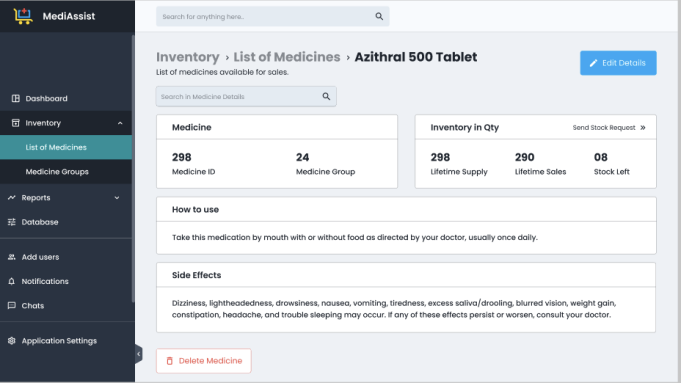 MediAssist
Dashboard
Inventory
List of Medicines
Medicine Groups
Reports
Database
Add users
Notifications
Chats
Application Settings
Search for anything here..
Inventory › List of Medicines › Azithral 500 Tablet
List of medicines available for sales.
Edit Details
Search in Medicine Details
Medicine
298
Medicine ID
24
Medicine Group
Inventory in Qty
Send Stock Request »
298
Lifetime Supply
290
Lifetime Sales
08
Stock Left
How to use
Take this medication by mouth with or without food as directed by your doctor, usually once daily.
Side Effects
Dizziness, lightheadedness, drowsiness, nausea, vomiting, tiredness, excess saliva/drooling, blurred vision, weight gain,
constipation, headache, and trouble sleeping may occur. If any of these effects persist or worsen, consult your doctor.
Delete Medicine